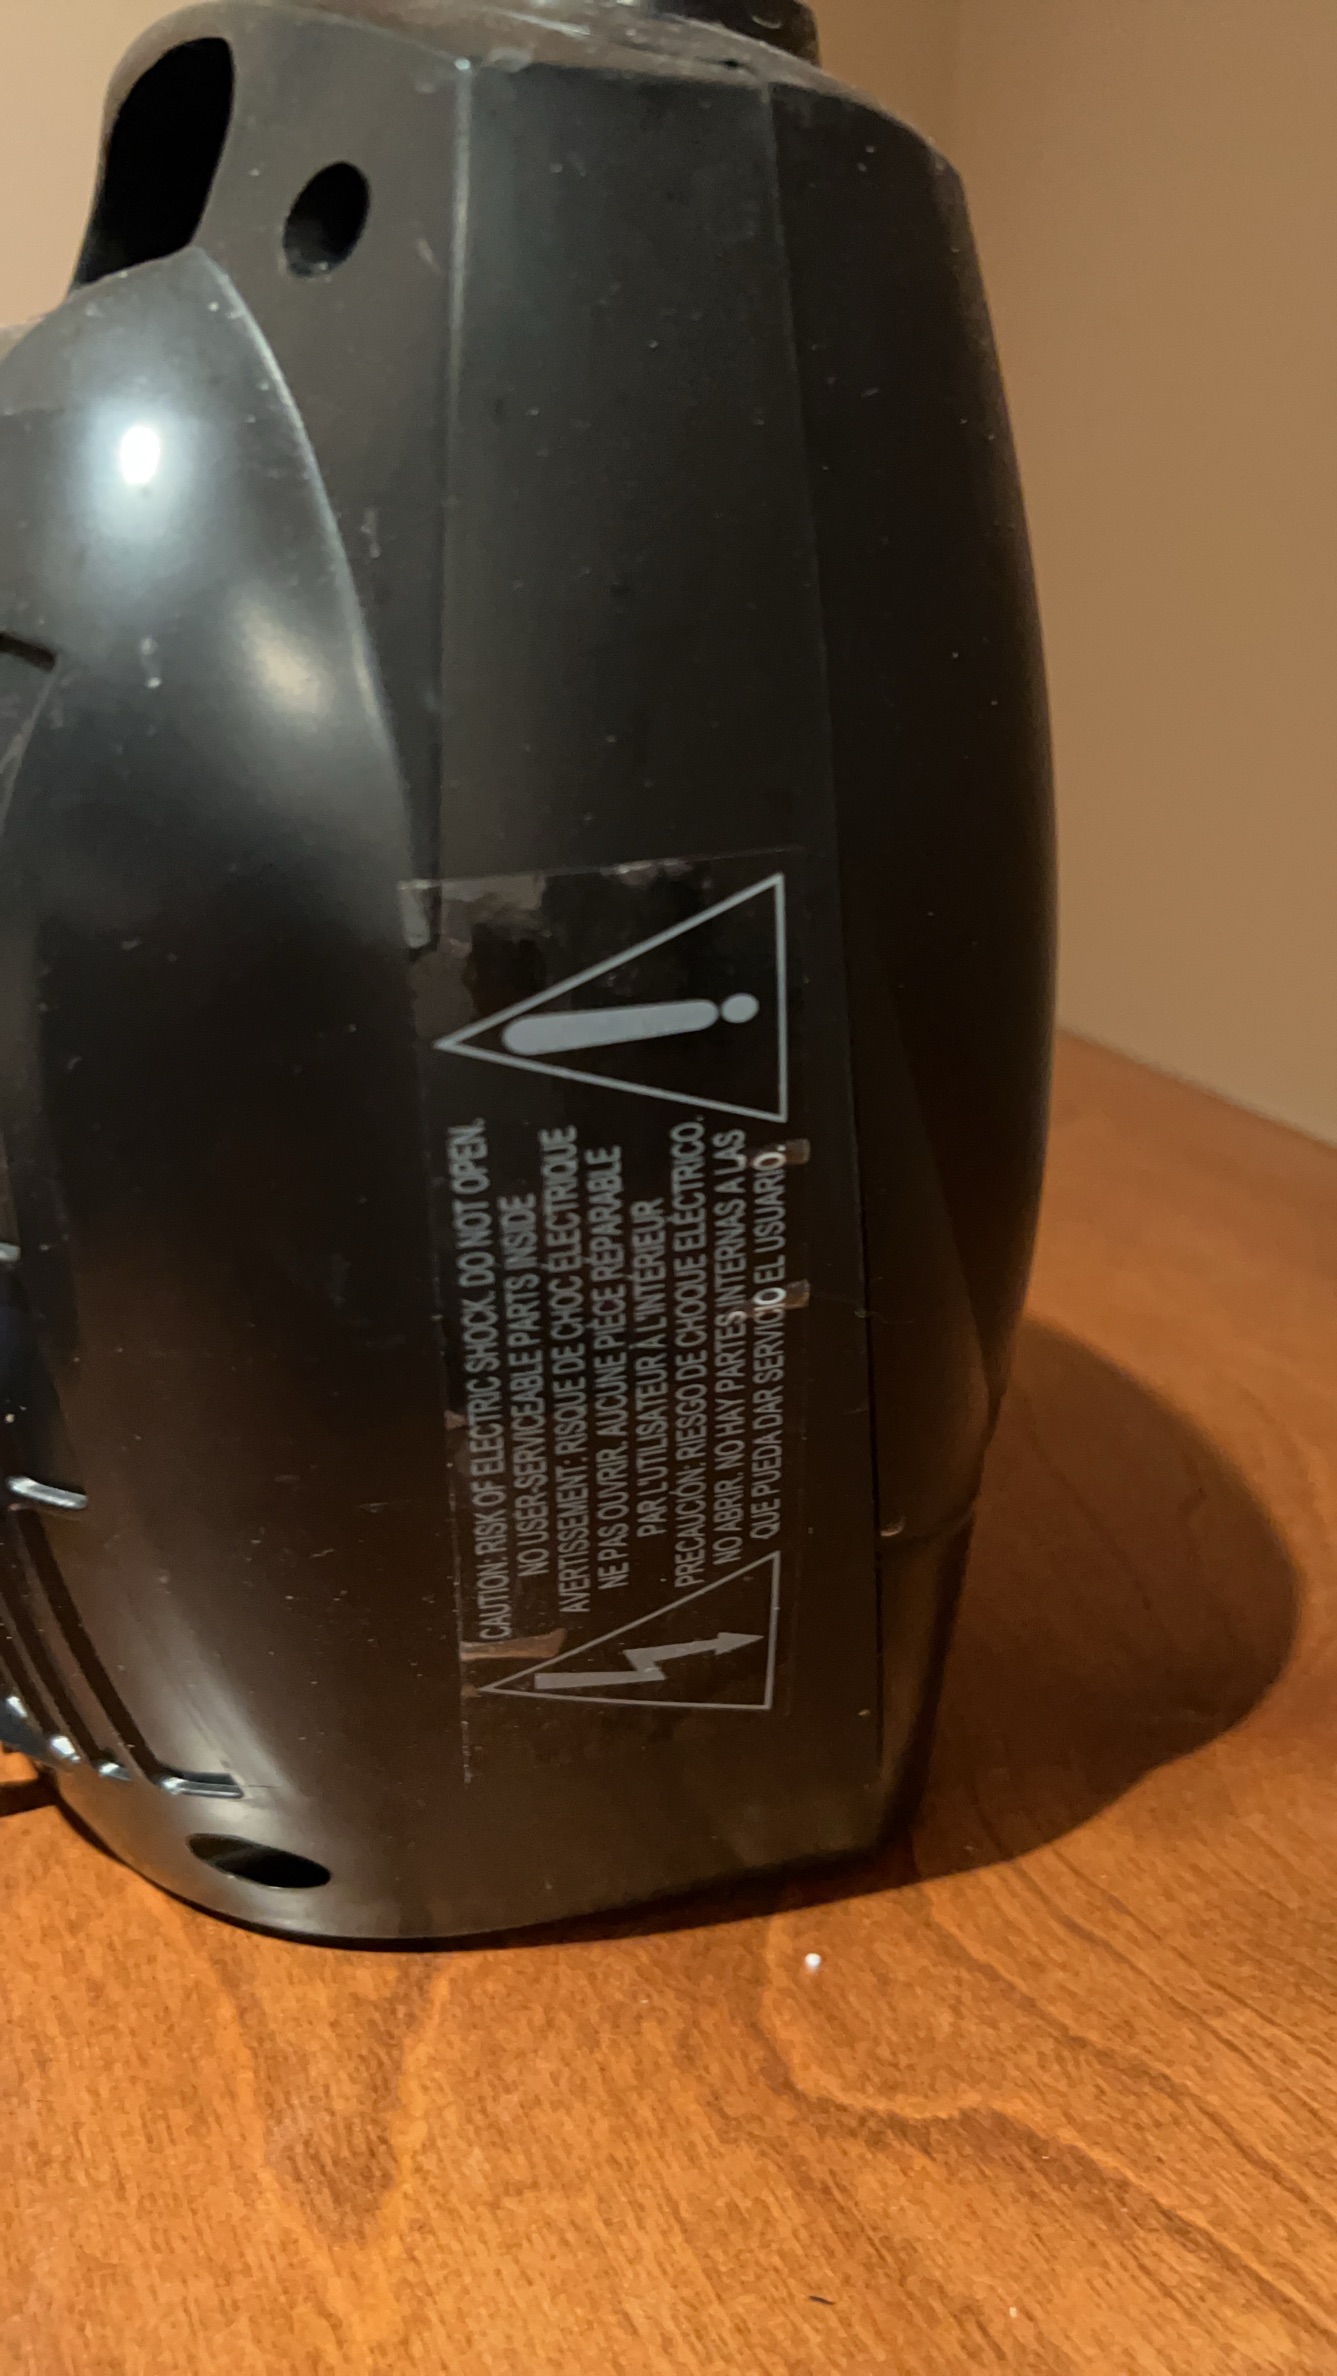 CAUTION: RISK OF ELECTRIC SHOCK. DO NOT OPEN.
NO USER-SERVICEABLE PARTS INSIDE
AVERTISSEMENT: RISQUE DE CHOC ÉLECTRIQUE
NE PAS OUVRIR. AUCUNE PIÈCE RÉPARABLE
PAR L'UTILISATEUR À L'INTÉRIEUR
PRECAUCIÓN: RIESGO DE CHOQUE ELÉCTRICO.
NO ABRIR. NO HAY PARTES INTERNAS A LAS
QUE PUEDA DAR SERVICIO EL USUARIO.